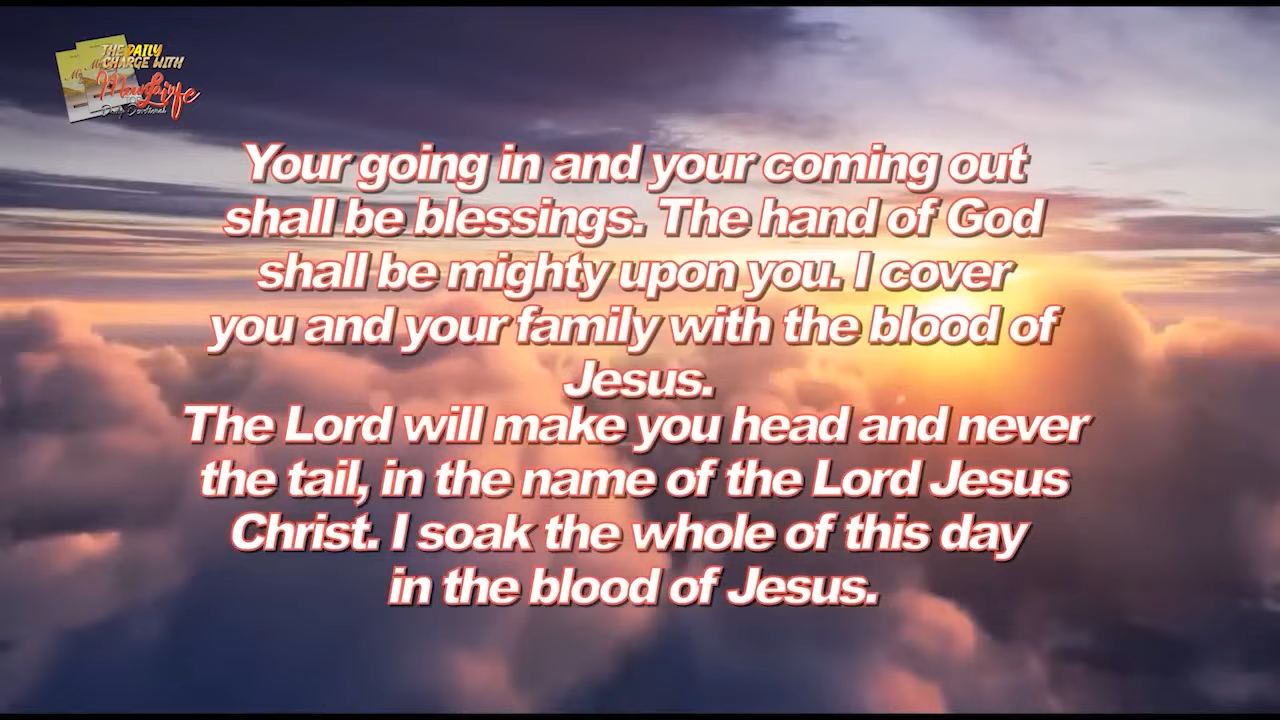 THE DAILY
CHARGE WITH
Daily Devotional
Your going in and your coming out
shall be blessings. The hand of God
shall be mighty upon you. I cover
you and your family with the blood of
Jesus.
The Lord will make you head and never
the tail, in the name of the Lord Jesus
Christ. I soak the whole of this day
in the blood of Jesus.